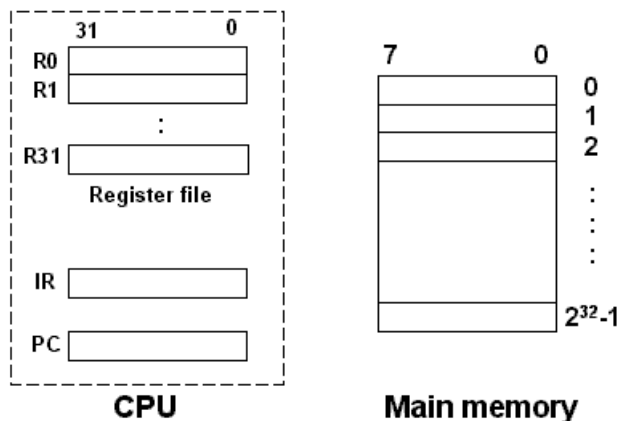 31 0
R0
R1
:
R31
Register file
IR
PC
CPU
7 0
0
1
2
:
:
:
2³²-1
Main memory